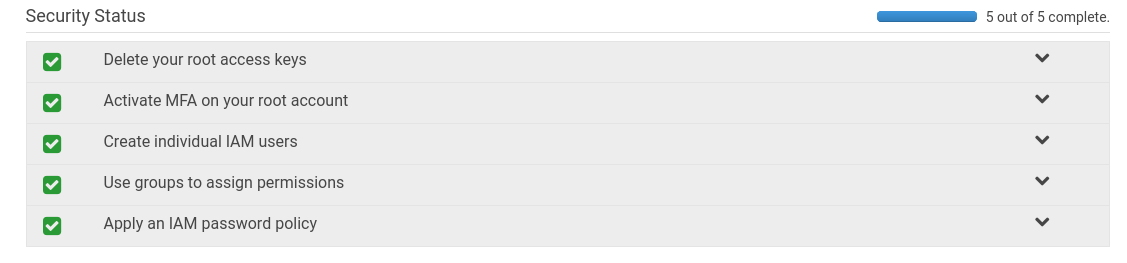 Security Status
5 out of 5 complete.
Delete your root access keys
Activate MFA on your root account
Create individual IAM users
Use groups to assign permissions
Apply an IAM password policy